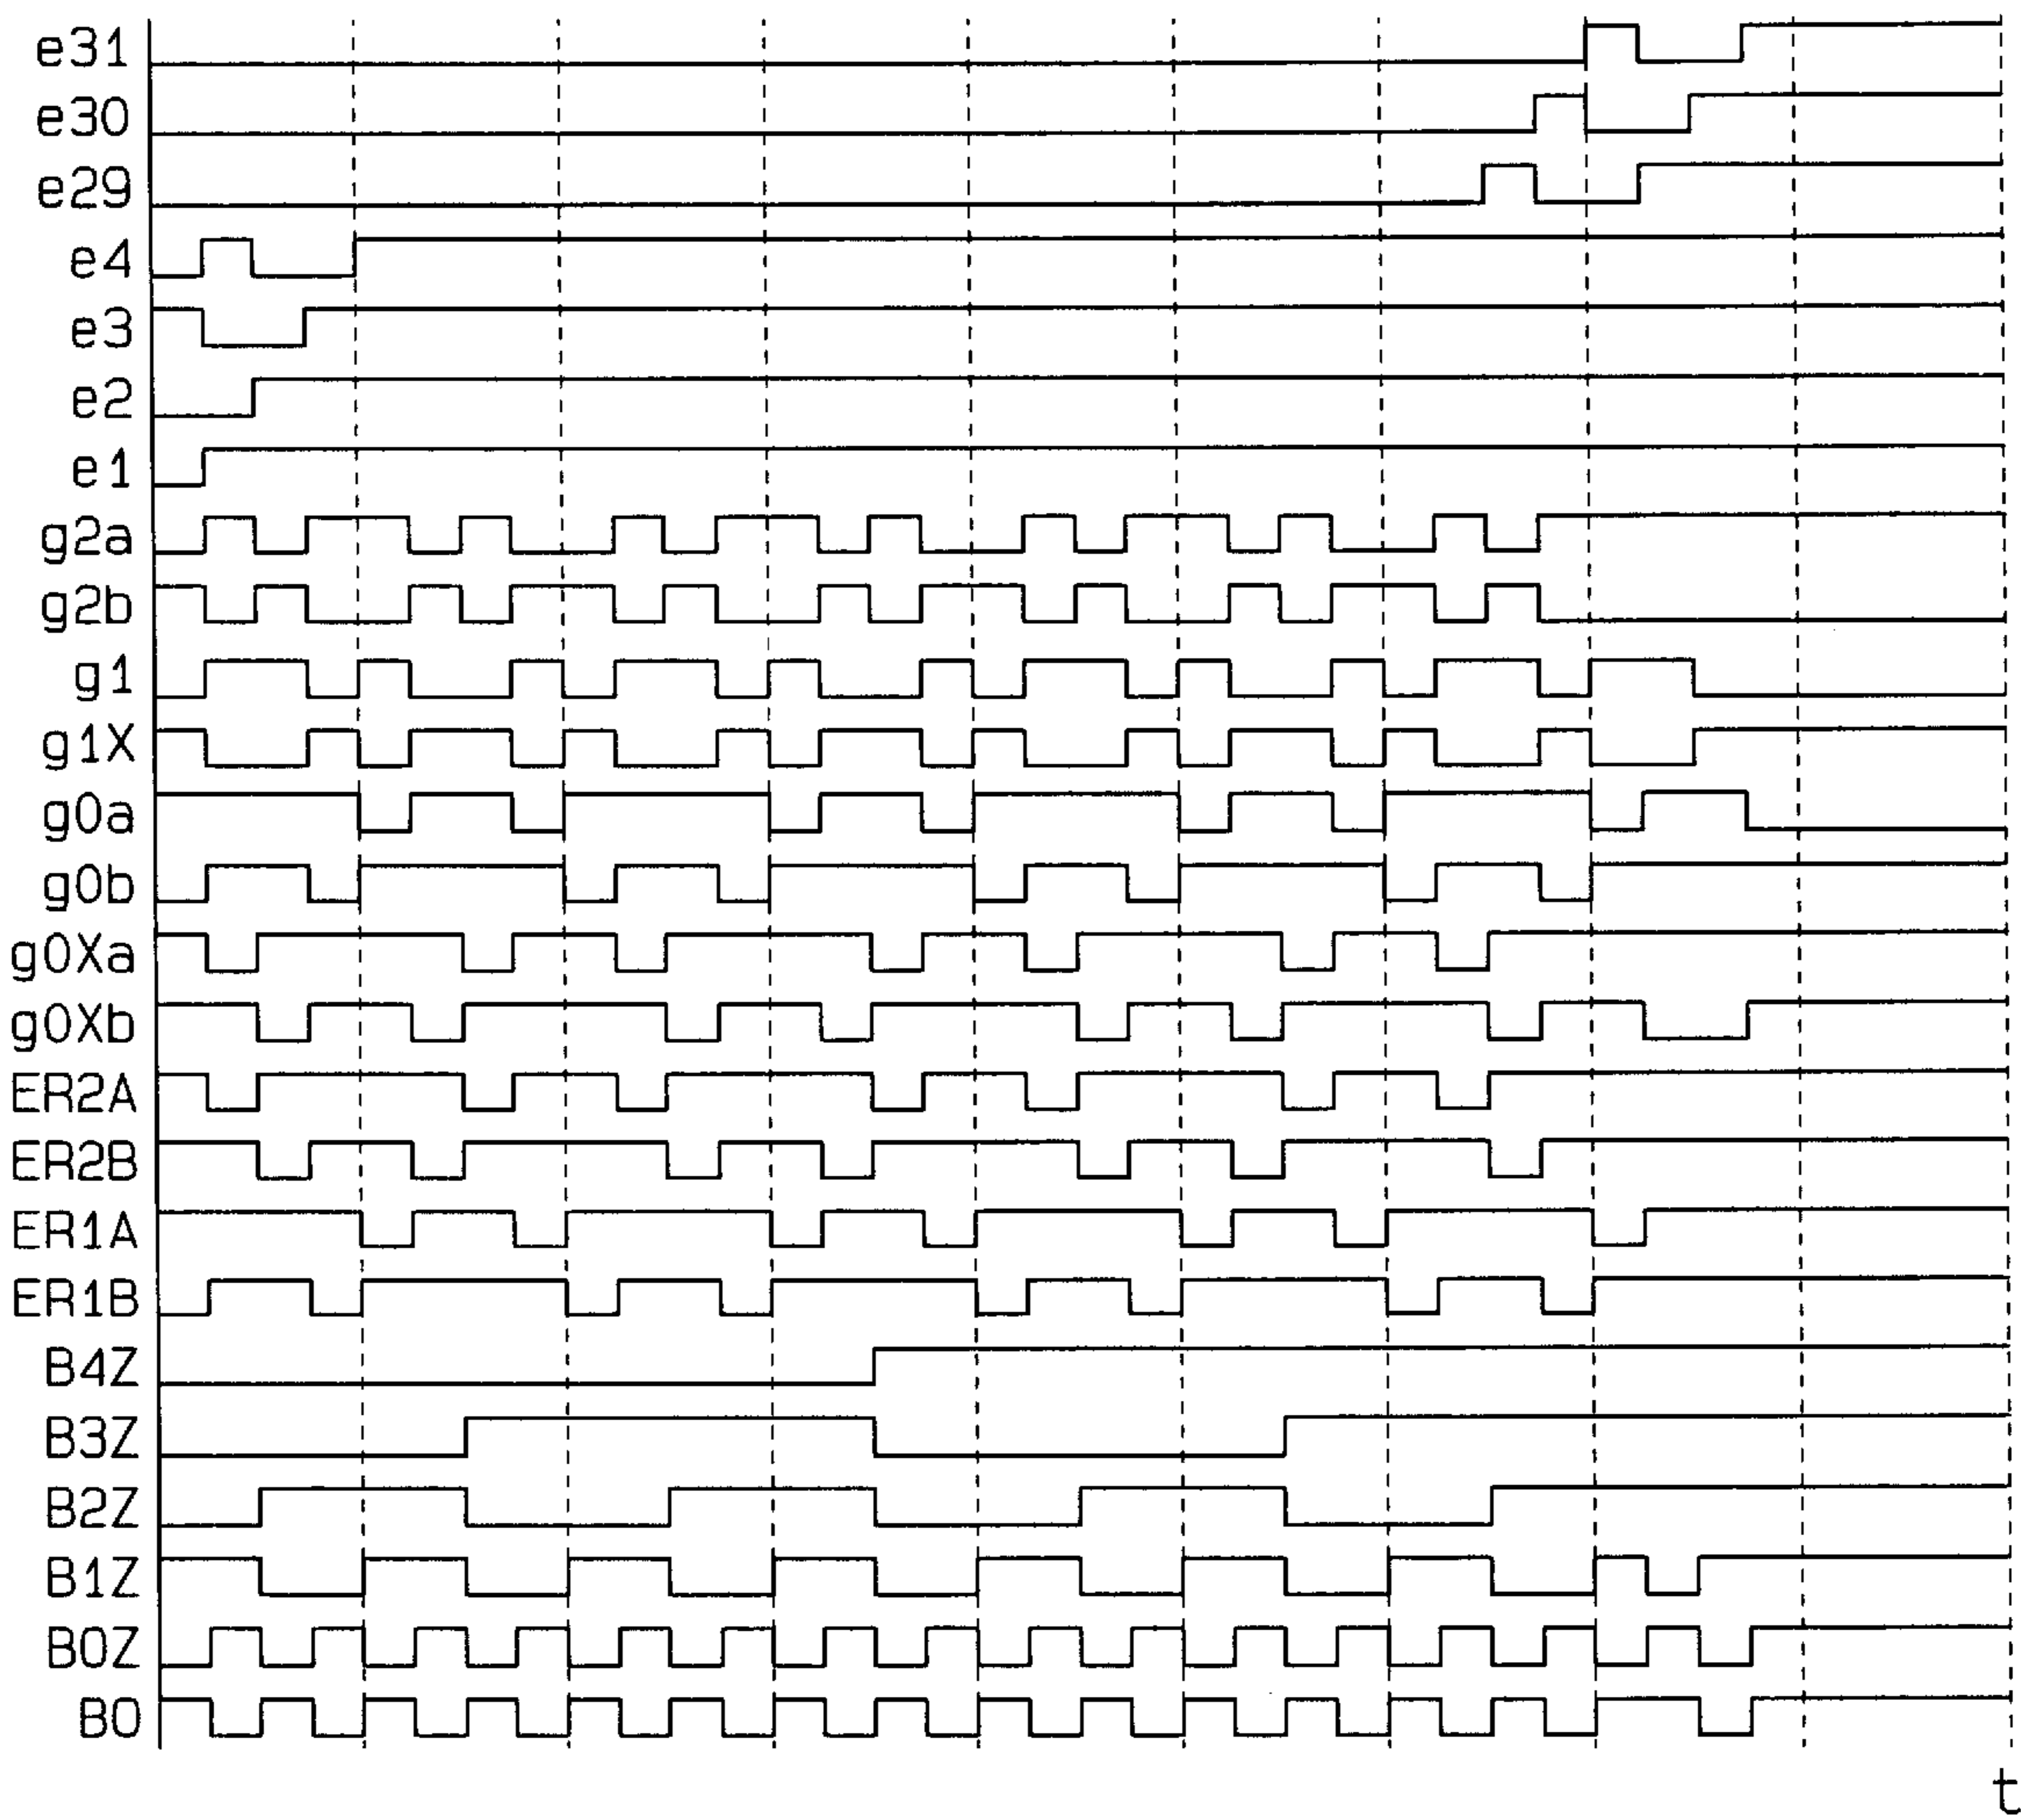 e31
e30
e29
e4
e3
e2
e1
g2a
g2b
g1
g1X
g0a
g0b
g0Xa
g0Xb
ER2A
ER2B
ER1A
ER1B
B4Z
B3Z
B2Z
B1Z
B0Z
B0
t